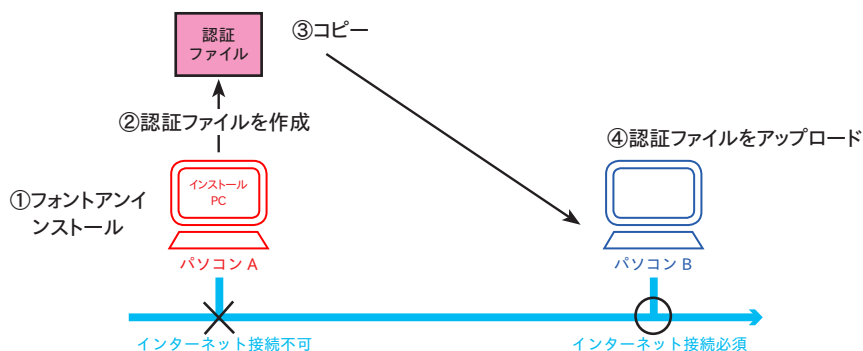 認証
ファイル
③コピー
②認証ファイルを作成
④認証ファイルをアップロード
①フォントアンイ
ンストール
インストール
PC
パソコン A
パソコン B
インターネット接続不可
インターネット接続必須